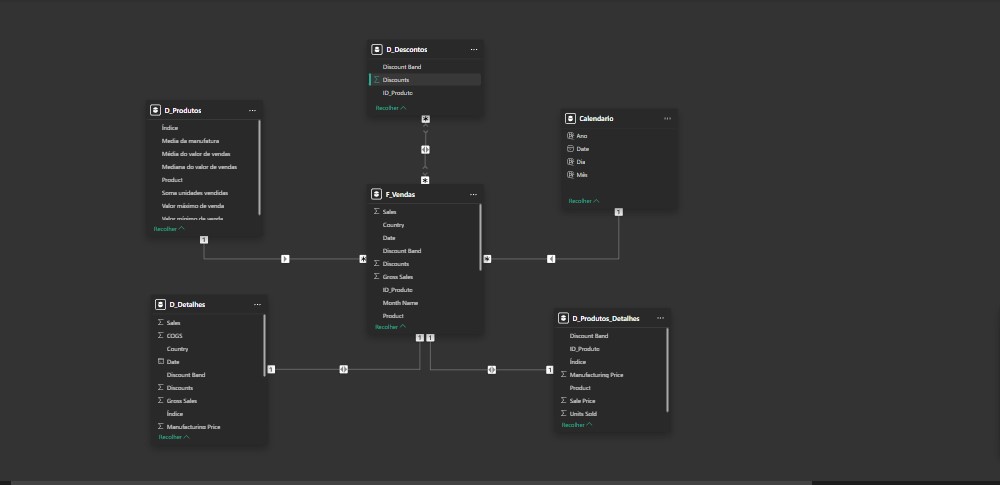 D_Descontos
Discount Band
Discounts
ID_Produto
Recolher
D_Produtos
Índice
Media da manufatura
Média do valor de vendas
Mediana do valor de vendas
Product
Soma unidades vendidas
Valor máximo de venda
Valor mínimo de venda
Recolher
Calendario
Ano
Date
Dia
Mês
Recolher
F_Vendas
Sales
Country
Date
Discount Band
Discounts
Gross Sales
ID_Produto
Month Name
Product
Recolher
1
*
*
1
*
*
D_Detalhes
Sales
COGS
Country
Date
Discount Band
Discounts
Gross Sales
Índice
Manufacturing Price
Recolher
D_Produtos_Detalhes
Discount Band
ID_Produto
Índice
Manufacturing Price
Product
Sale Price
Units Sold
Recolher
1
1
1
1